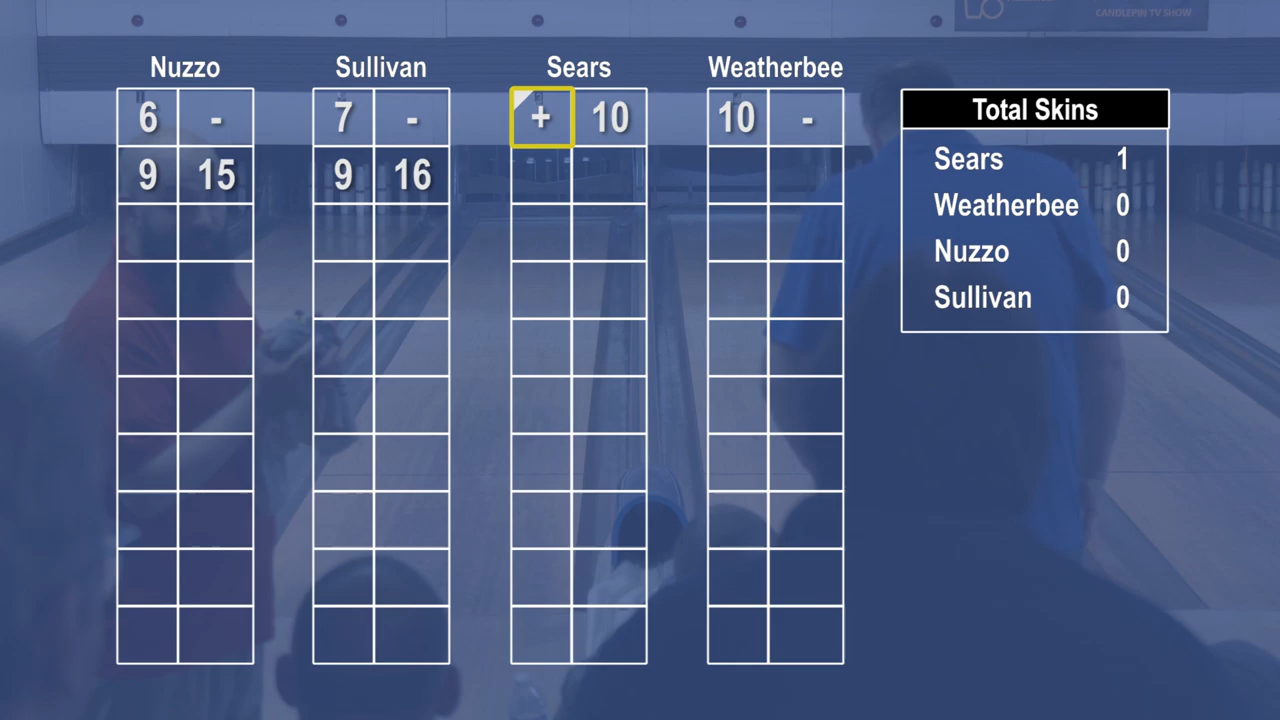 CANDLEPIN TV SHOW
Nuzzo Sullivan Sears Weatherbee
6 - 7 - + 10 10 -
9 15 9 16
Total Skins
Sears 1
Weatherbee 0
Nuzzo 0
Sullivan 0